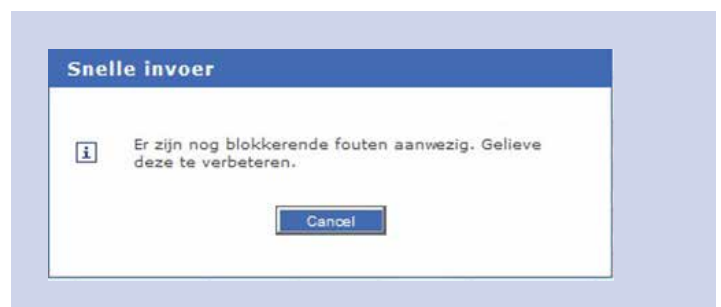 Snelle invoer
i
Er zijn nog blokkerende fouten aanwezig. Gelieve
deze te verbeteren.
Cancel